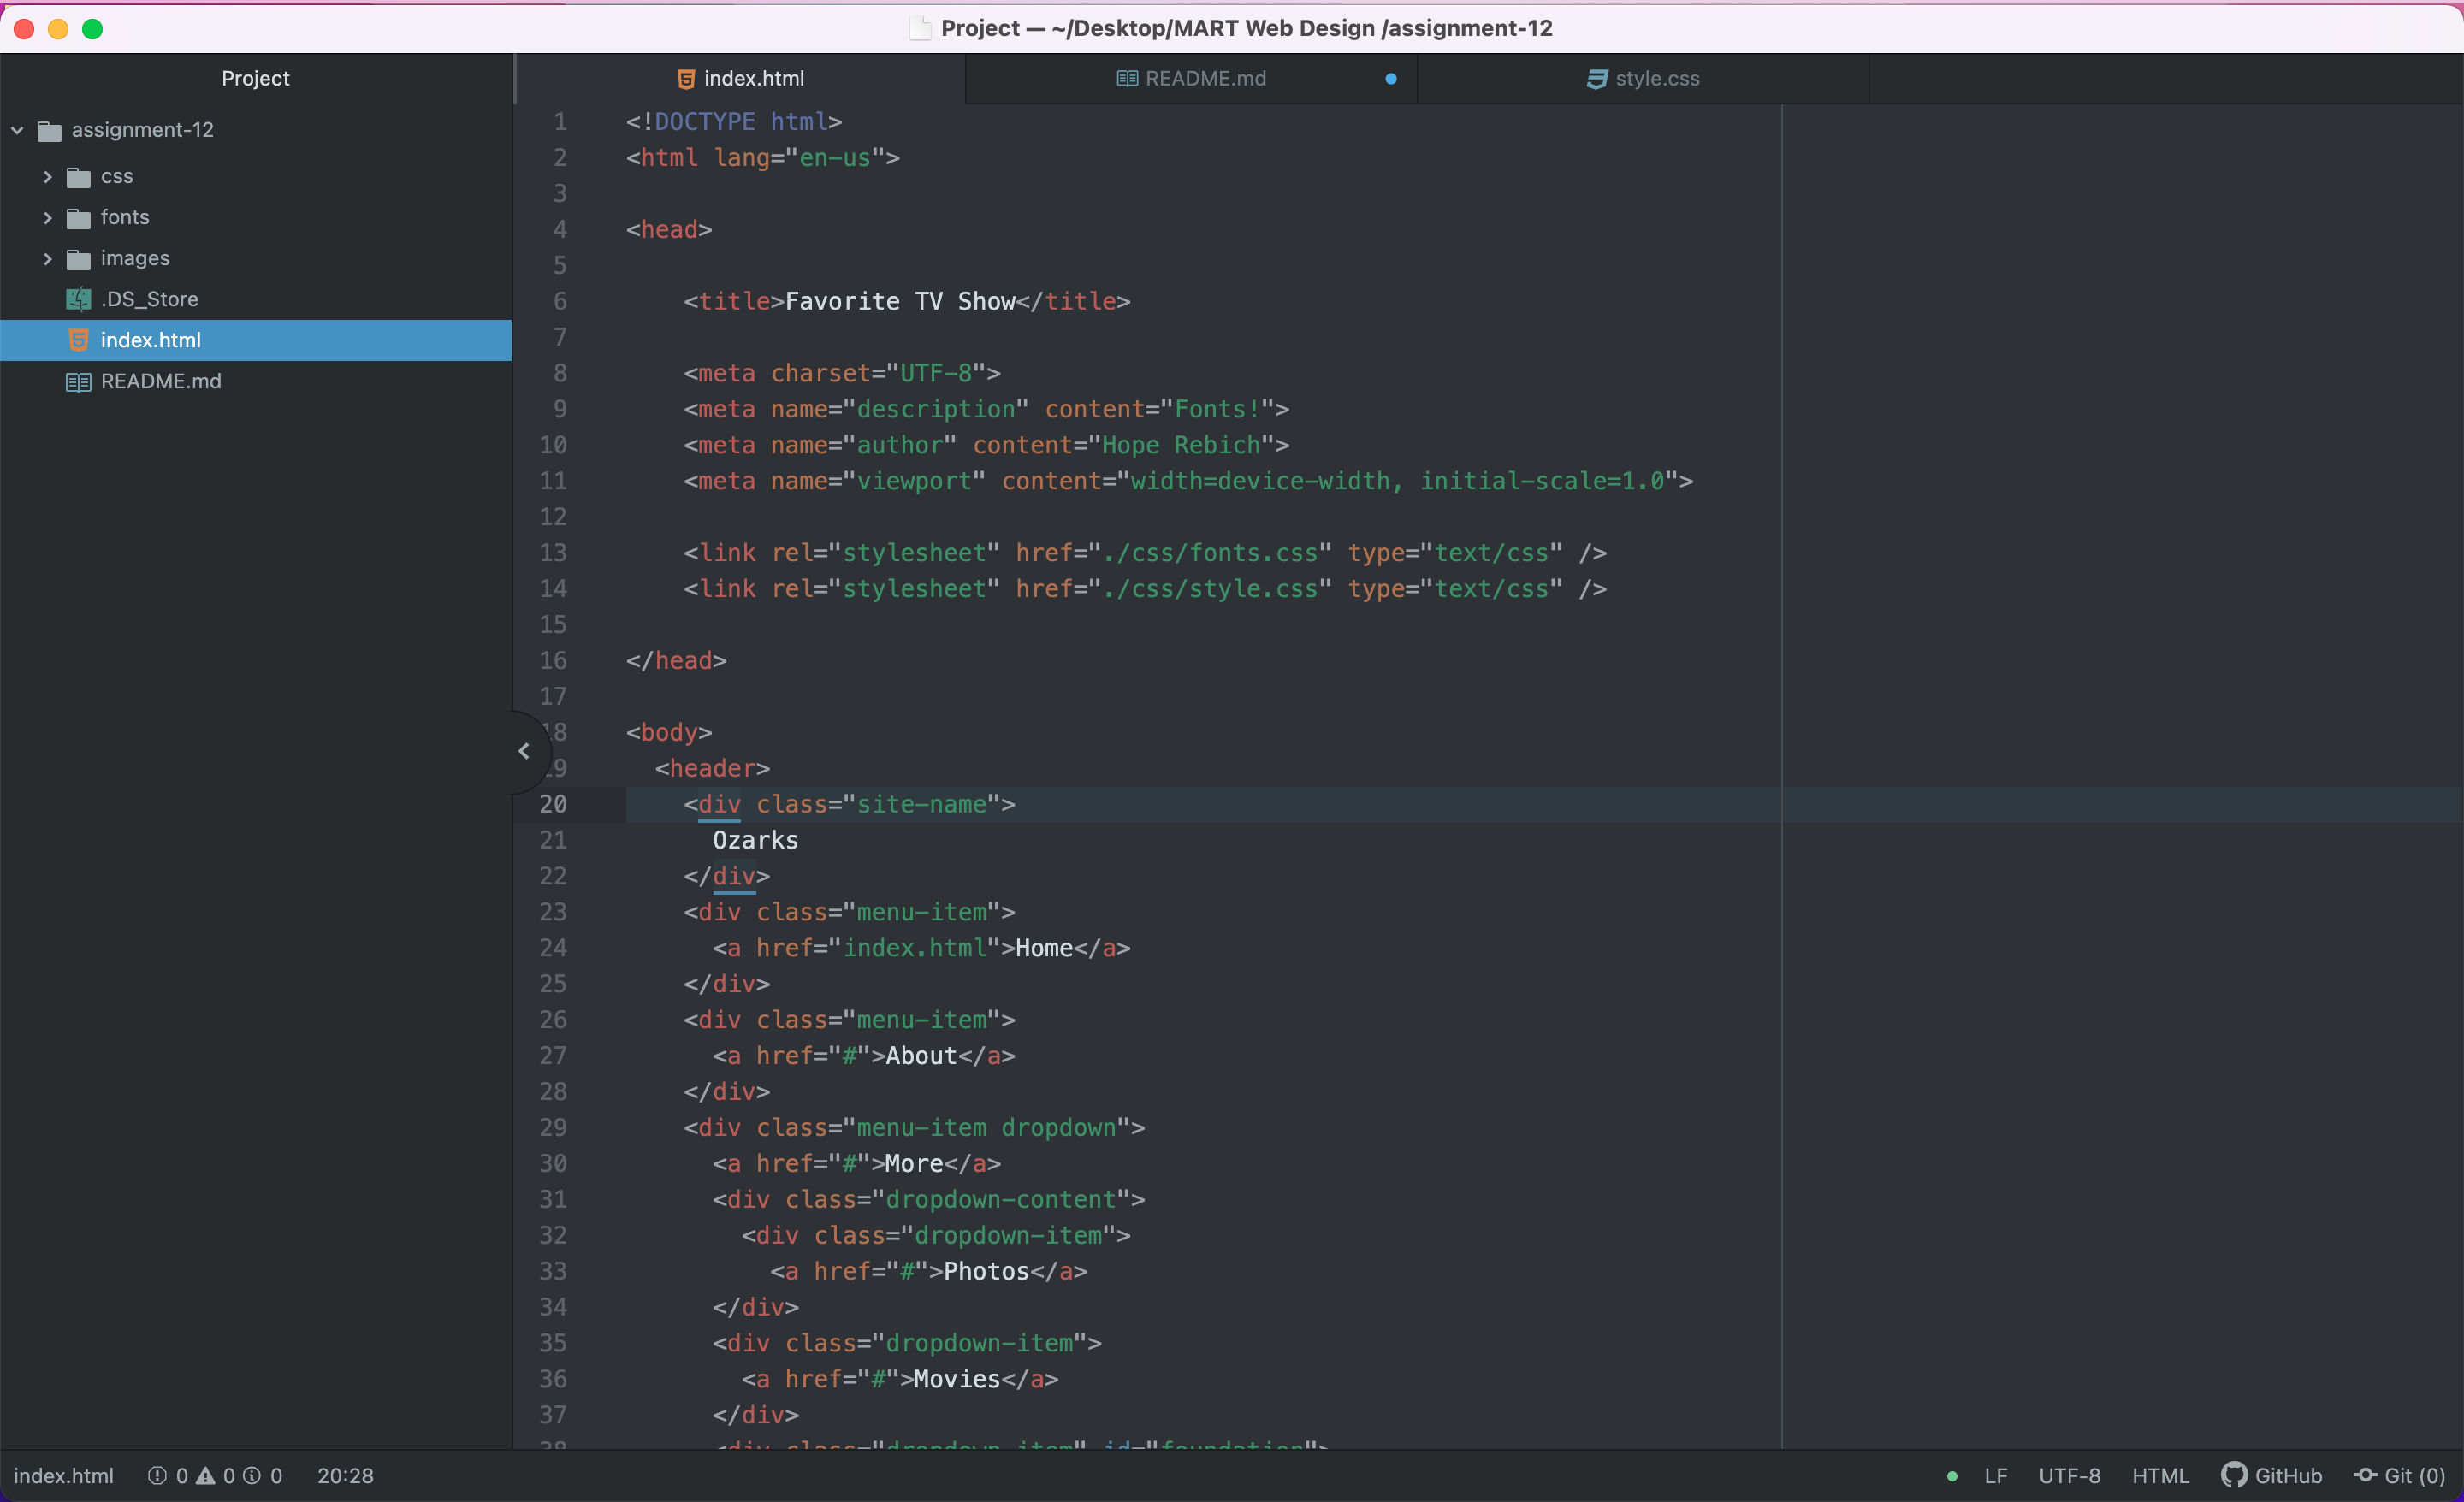 Project — ~/Desktop/MART Web Design /assignment-12
Project
index.html
README.md
style.css
assignment-12
css
fonts
images
.DS_Store
index.html
README.md
1 <!DOCTYPE html>
2 <html lang="en-us">
3
4 <head>
5
6 <title>Favorite TV Show</title>
7
8 <meta charset="UTF-8">
9 <meta name="description" content="Fonts!">
10 <meta name="author" content="Hope Rebich">
11 <meta name="viewport" content="width=device-width, initial-scale=1.0">
12
13 <link rel="stylesheet" href="./css/fonts.css" type="text/css" />
14 <link rel="stylesheet" href="./css/style.css" type="text/css" />
15
16 </head>
17
18 <body>
19 <header>
20 <div class="site-name">
21 Ozarks
22 </div>
23 <div class="menu-item">
24 <a href="index.html">Home</a>
25 </div>
26 <div class="menu-item">
27 <a href="#">About</a>
28 </div>
29 <div class="menu-item dropdown">
30 <a href="#">More</a>
31 <div class="dropdown-content">
32 <div class="dropdown-item">
33 <a href="#">Photos</a>
34 </div>
35 <div class="dropdown-item">
36 <a href="#">Movies</a>
37 </div>
38 <div class="dropdown-item" id="foundation">
index.html 0 0 0 20:28 LF UTF-8 HTML GitHub Git (0)